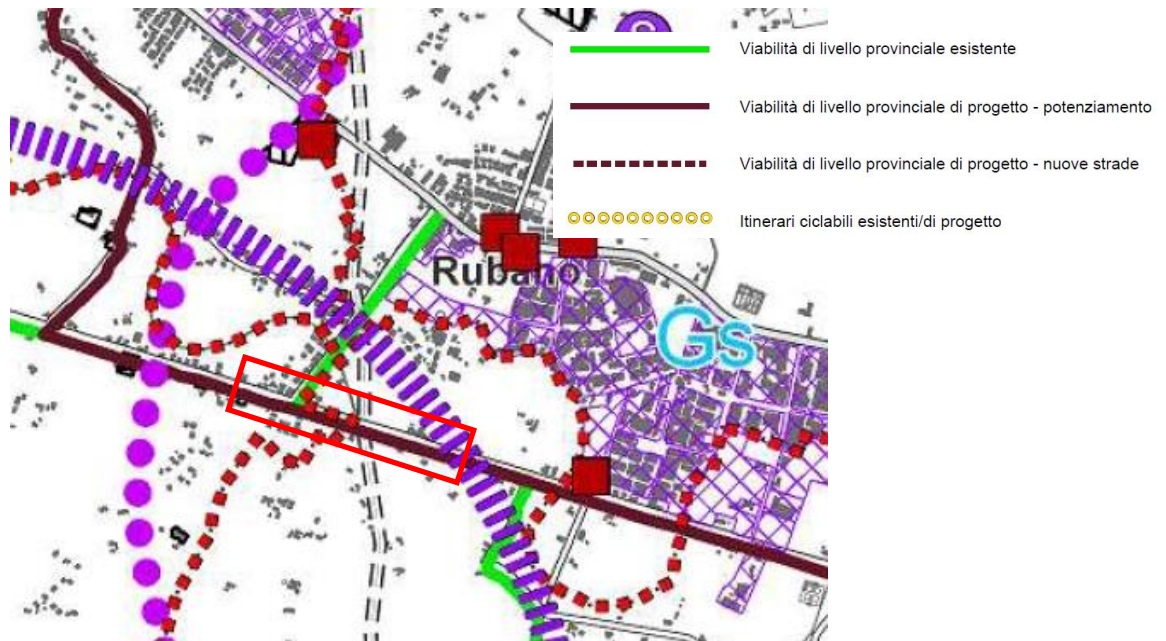 Viabilità di livello provinciale esistente
Viabilità di livello provinciale di progetto - potenziamento
Viabilità di livello provinciale di progetto - nuove strade
Itinerari ciclabili esistenti/di progetto
Rubano
Gs